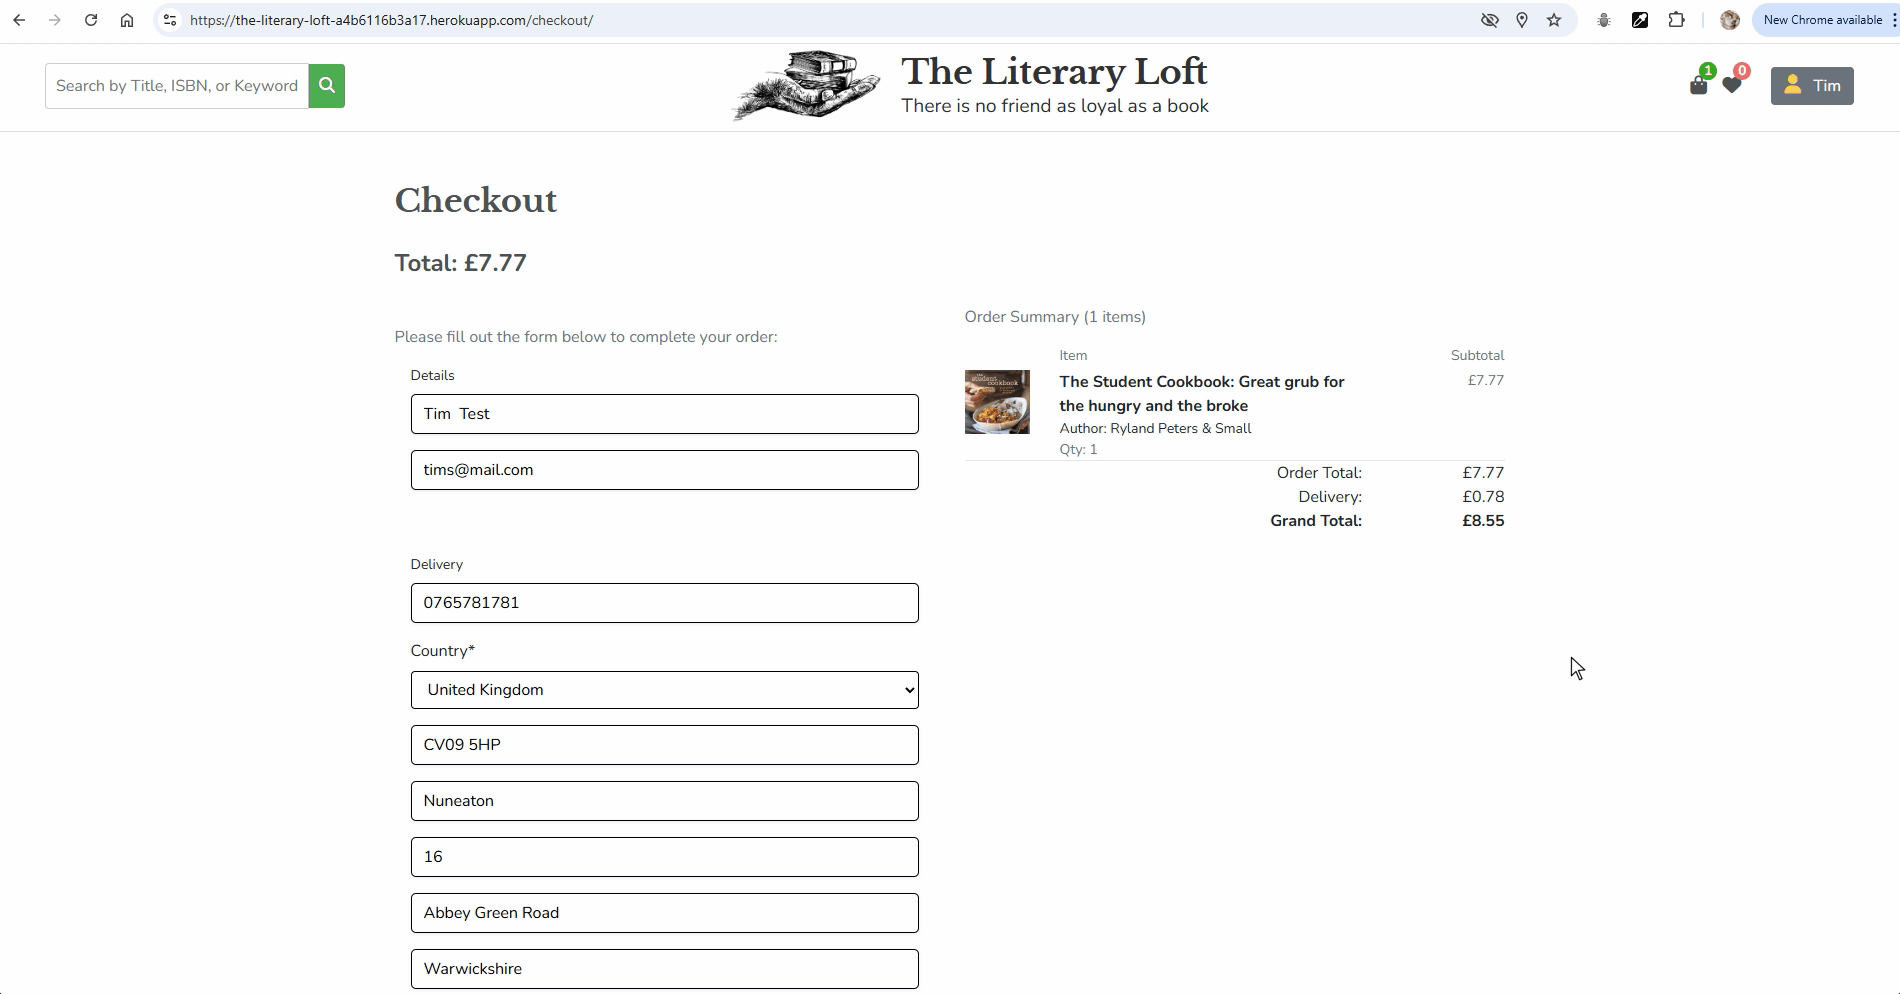 https://the-literary-loft-a4b6116b3a17.herokuapp.com/checkout/
New Chrome available
Search by Title, ISBN, or Keyword
The Literary Loft
There is no friend as loyal as a book
1
0
Tim
Checkout
Total: £7.77
Please fill out the form below to complete your order:
Details
Tim  Test
tims@mail.com
Delivery
0765781781
Country*
United Kingdom
CV09 5HP
Nuneaton
16
Abbey Green Road
Warwickshire
Order Summary (1 items)
Item Subtotal
student
cookbook
The Student Cookbook: Great grub for £7.77
the hungry and the broke
Author: Ryland Peters & Small
Qty: 1
Order Total: £7.77
Delivery: £0.78
Grand Total: £8.55